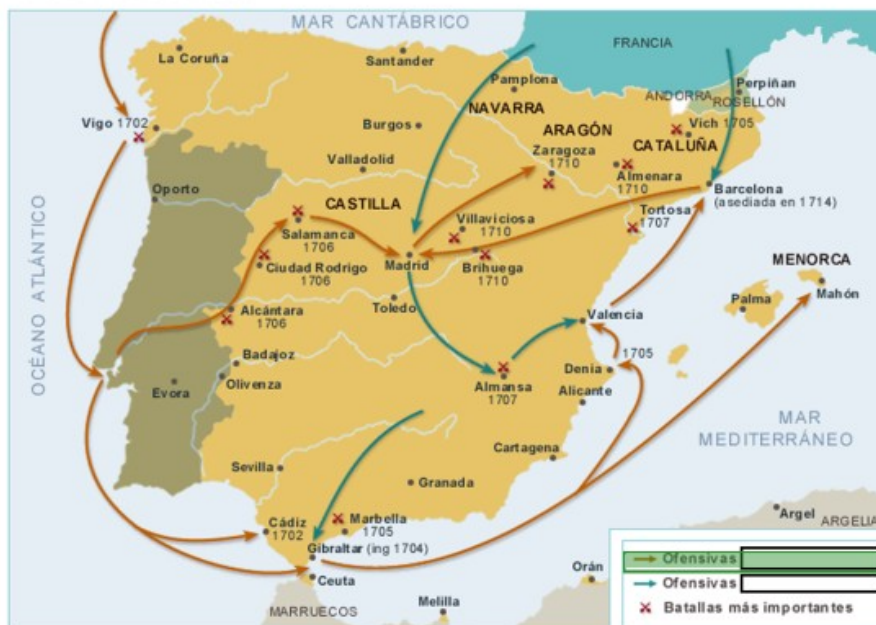 MAR CANTÁBRICO
FRANCIA
La Coruña
Santander
Perpiñan
Pamplona
ANDORRA
ROSELLÓN
NAVARRA
Vigo 1702
Burgos
ARAGÓN
Vich 1705
CATALUÑA
Zaragoza
1710
Valladolid
Almenara
1710
Oporto
Barcelona
(asediada en 1714)
CASTILLA
Tortosa
1707
Villaviciosa
1710
Salamanca
1706
MENORCA
Madrid
Brihuega
1710
Ciudad Rodrigo
1706
Mahón
OCÉANO ATLÁNTICO
Palma
Toledo
Alcántara
1706
Valencia
1705
Badajoz
Denia
Olivenza
Evora
Almansa
1707
Alicante
MAR
MEDITERRÁNEO
Cartagena
Sevilla
Granada
Cádiz
1702
Marbella
1705
Argel
ARGELIA
Gibraltar (ing 1704)
Ceuta
Orán
MARRUECOS
Melilla
Ofensivas
Ofensivas
Batallas más importantes